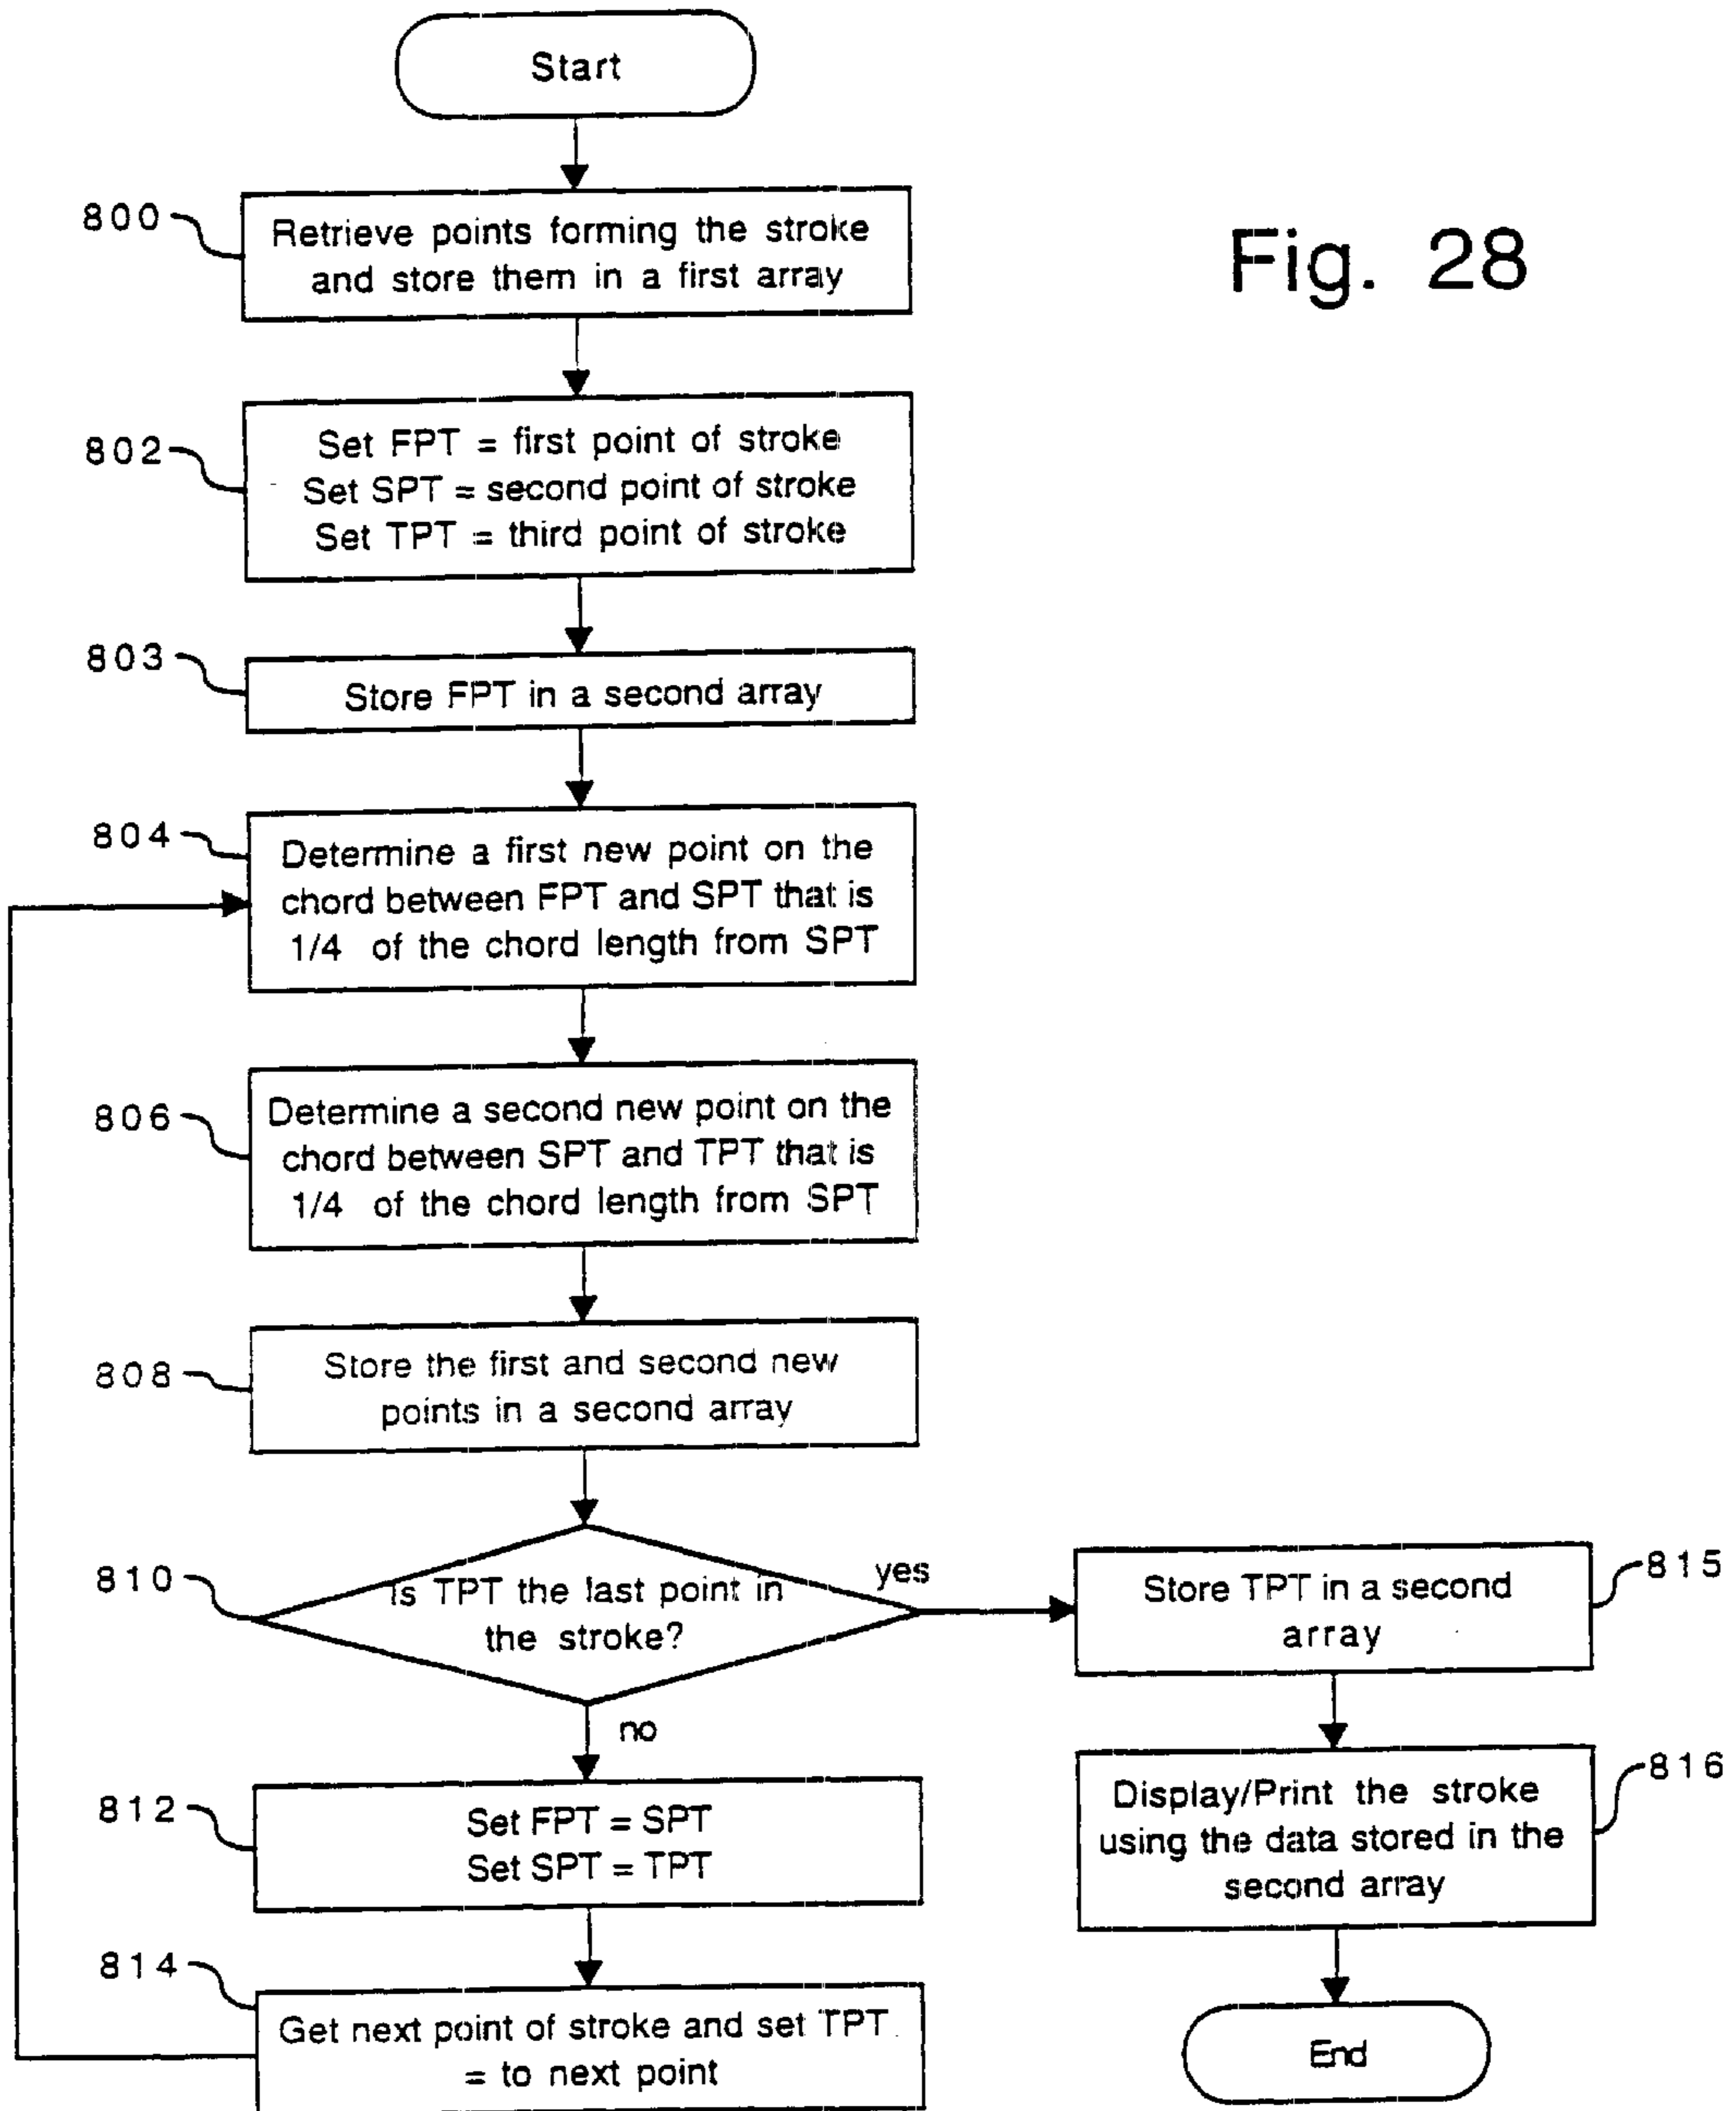 Start
Fig. 28
800
Retrieve points forming the stroke
and store them in a first array
802
Set FPT = first point of stroke
Set SPT = second point of stroke
Set TPT = third point of stroke
803
Store FPT in a second array
804
Determine a first new point on the
chord between FPT and SPT that is
1/4 of the chord length from SPT
806
Determine a second new point on the
chord between SPT and TPT that is
1/4 of the chord length from SPT
808
Store the first and second new
points in a second array
810
Is TPT the last point in
the stroke?
yes
815
Store TPT in a second
array
no
812
Set FPT = SPT
Set SPT = TPT
816
Display/Print the stroke
using the data stored in the
second array
814
Get next point of stroke and set TPT
= to next point
End